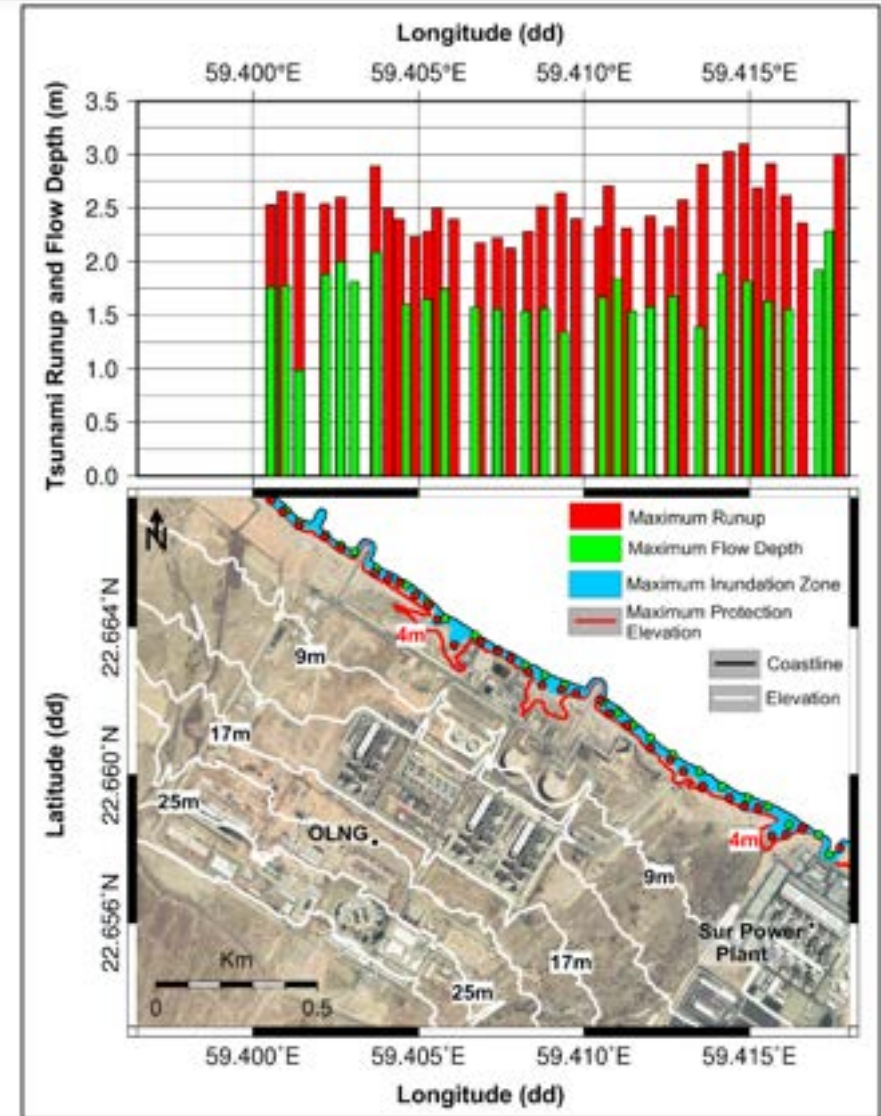 Longitude (dd)
59.400°E 59.405°E 59.410°E 59.415°E
Tsunami Runup and Flow Depth (m)
3.5
3.0
2.5
2.0
1.5
1.0
0.5
0.0
N
Maximum Runup
Maximum Flow Depth
Maximum Inundation Zone
Maximum Protection
Elevation
Coastline
Elevation
Latitude (dd)
22.664°N
22.660°N
22.656°N
4m
9m
17m
25m
OLNG
4m
9m
Sur Power
Plant
17m
25m
Km
0 0.5
59.400°E 59.405°E 59.410°E 59.415°E
Longitude (dd)